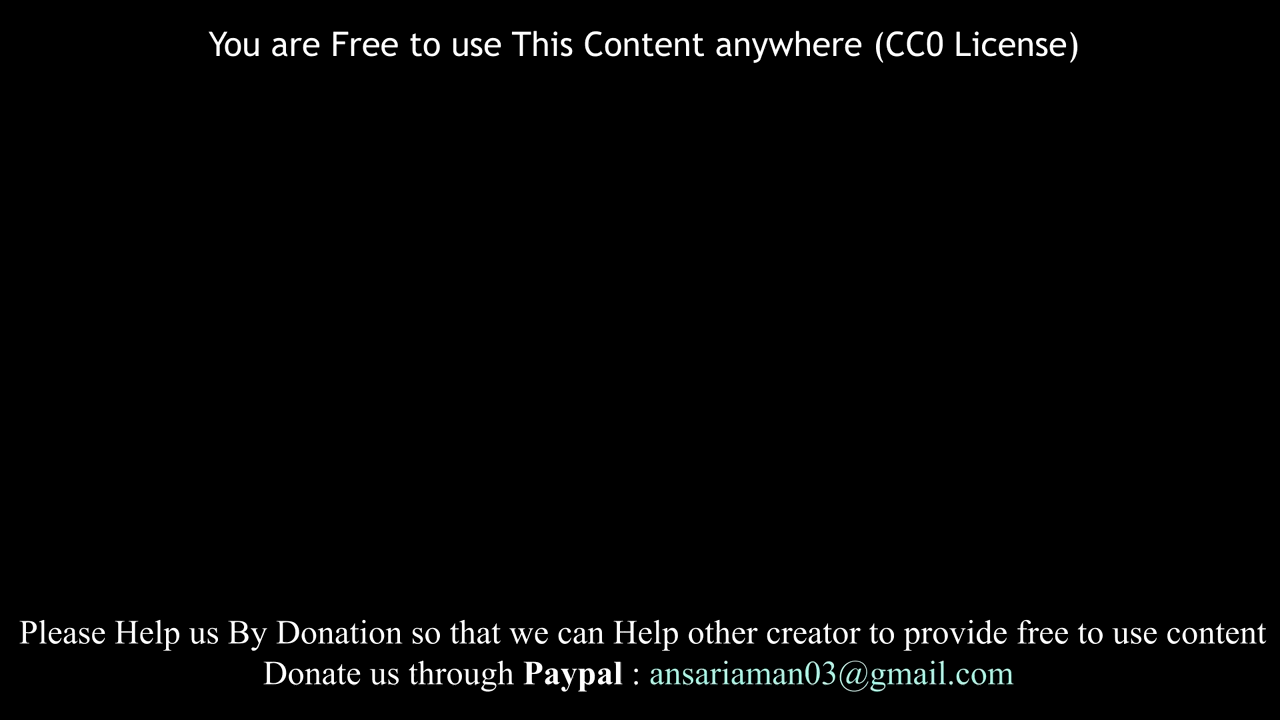 You are Free to use This Content anywhere (CC0 License)
Please Help us By Donation so that we can Help other creator to provide free to use content
Donate us through Paypal : ansariaman03@gmail.com